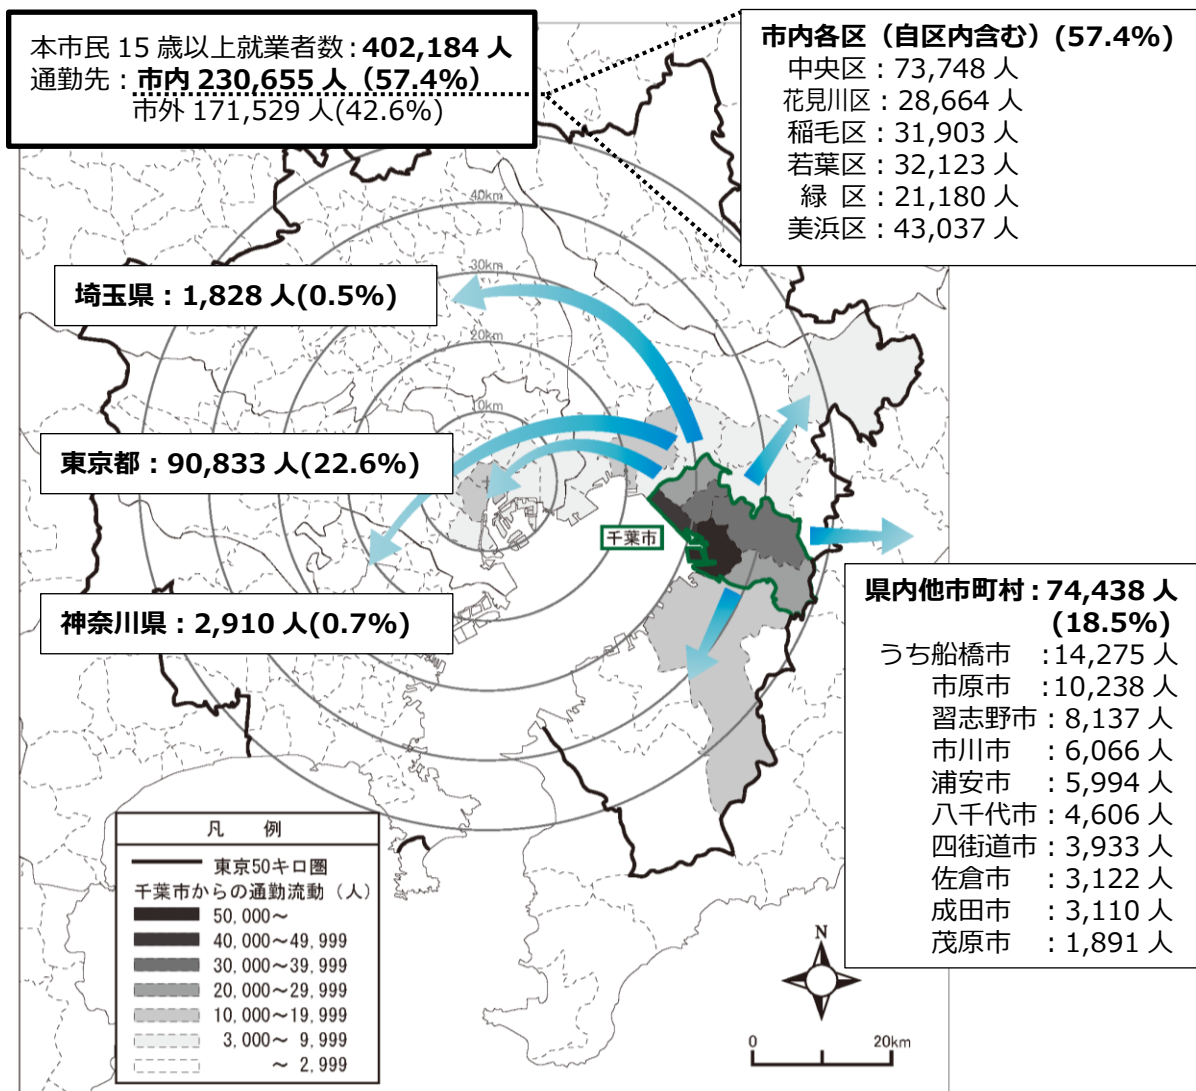 本市民 15 歳以上就業者数：402,184 人
通勤先：市内 230,655 人（57.4%）
市外 171,529 人(42.6%)
市内各区（自区内含む）(57.4%)
中央区：73,748 人
花見川区：28,664 人
稲毛区：31,903 人
若葉区：32,123 人
緑 区：21,180 人
美浜区：43,037 人
40km
30km
20km
10km
埼玉県：1,828 人(0.5%)
東京都：90,833 人(22.6%)
神奈川県：2,910 人(0.7%)
千葉市
県内他市町村：74,438 人
(18.5%)
うち船橋市 :14,275 人
市原市 :10,238 人
習志野市：8,137 人
市川市 ：6,066 人
浦安市 ：5,994 人
八千代市：4,606 人
四街道市：3,933 人
佐倉市 ：3,122 人
成田市 ：3,110 人
茂原市 ：1,891 人
凡 例
東京50キロ圏
千葉市からの通勤流動（人）
50,000～
40,000～49,999
30,000～39,999
20,000～29,999
10,000～19,999
3,000～ 9,999
～ 2,999
N
0 20km